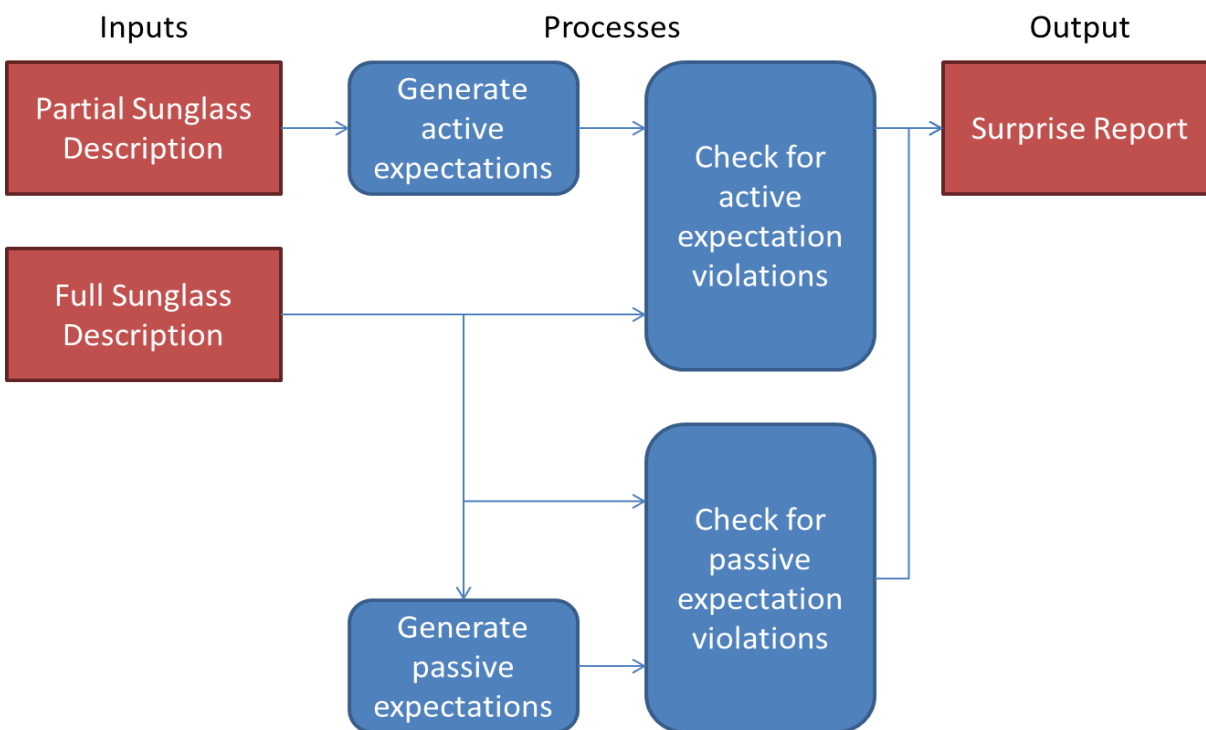 Inputs
Processes
Output
Partial Sunglass
Description
Generate
active
expectations
Check for
active
expectation
violations
Surprise Report
Full Sunglass
Description
Check for
passive
expectation
violations
Generate
passive
expectations